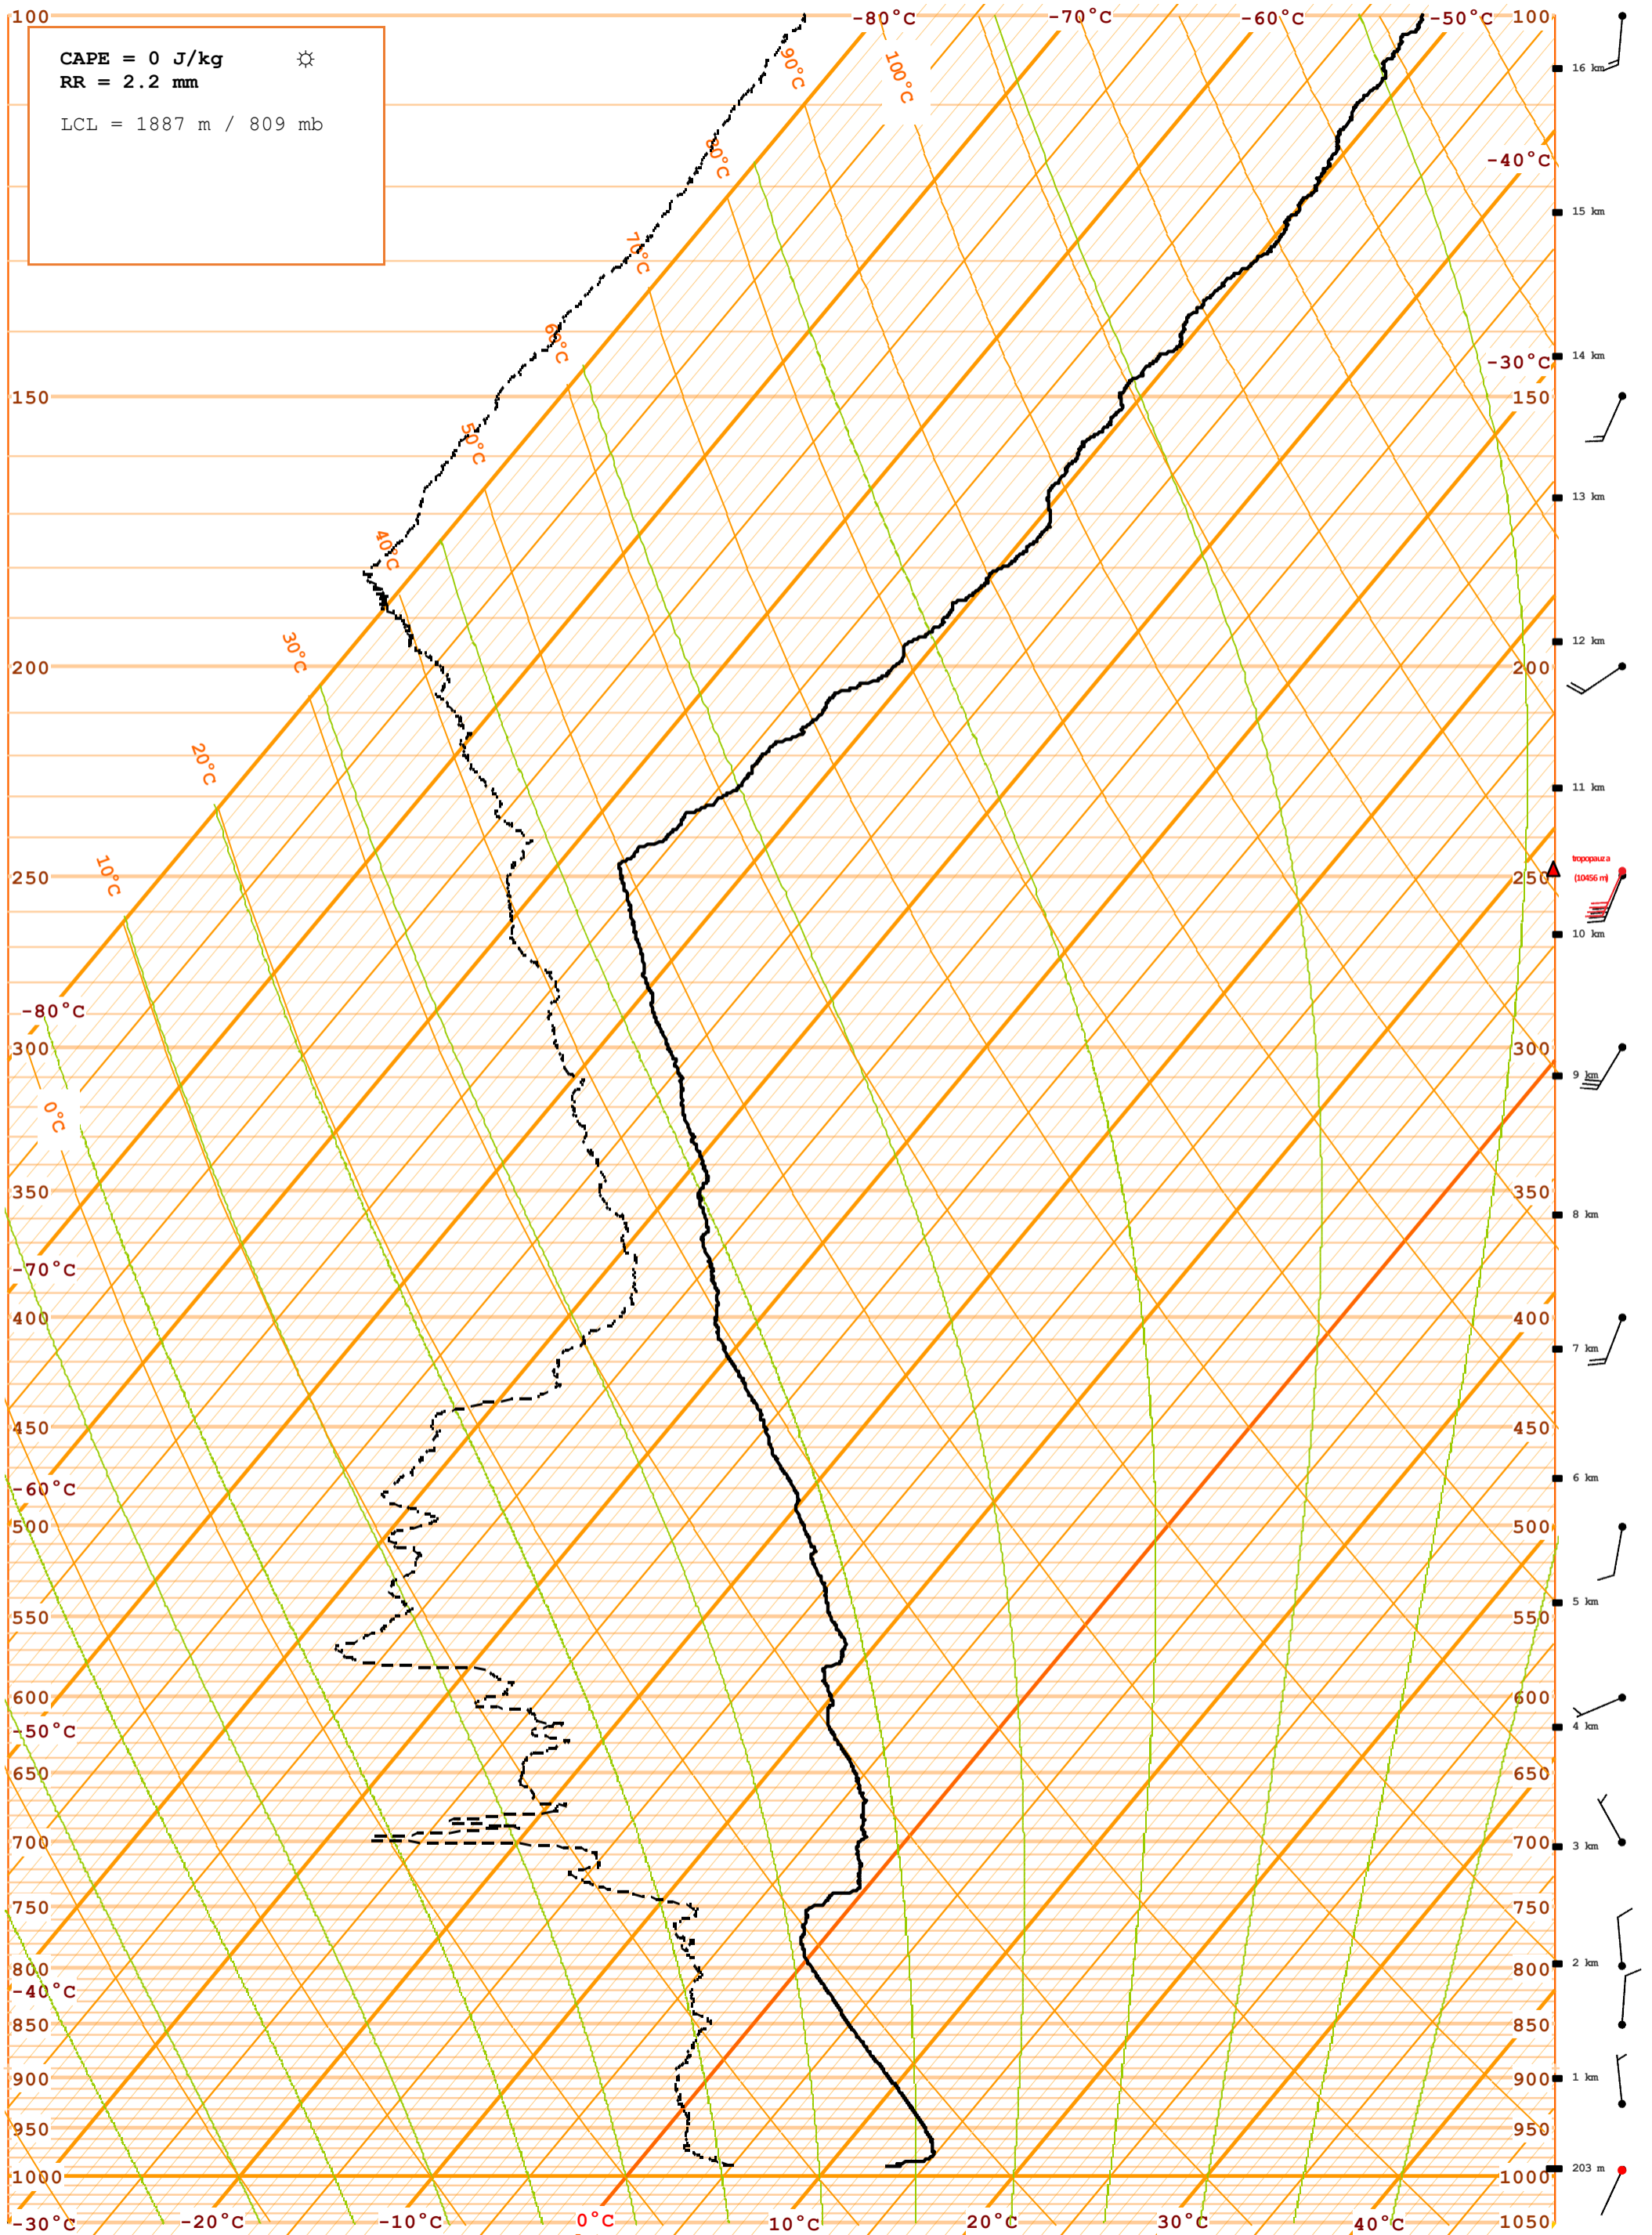 100 -80°C -70°C -60°C -50°C 100
CAPE = 0 J/kg ☼
RR = 2.2 mm
LCL = 1887 m / 809 mb
90°C 100°C
16 km
80°C
-40°C
15 km
70°C
60°C
14 km
-30°C
150 150
50°C
13 km
40°C
30°C
12 km
200 200
20°C
11 km
10°C
tropopauza
250 250 (10456 m)
10 km
-80°C
300 300
9 km
0°C
350 350
8 km
-70°C
400 400
7 km
450 450
6 km
-60°C
500 500
5 km
550 550
600 600
-50°C 4 km
650 650
700 700
3 km
750 750
800 800
2 km
-40°C
850 850
900 900 1 km
950 950
1000 1000 203 m
-30°C -20°C -10°C 0°C 10°C 20°C 30°C 40°C 1050